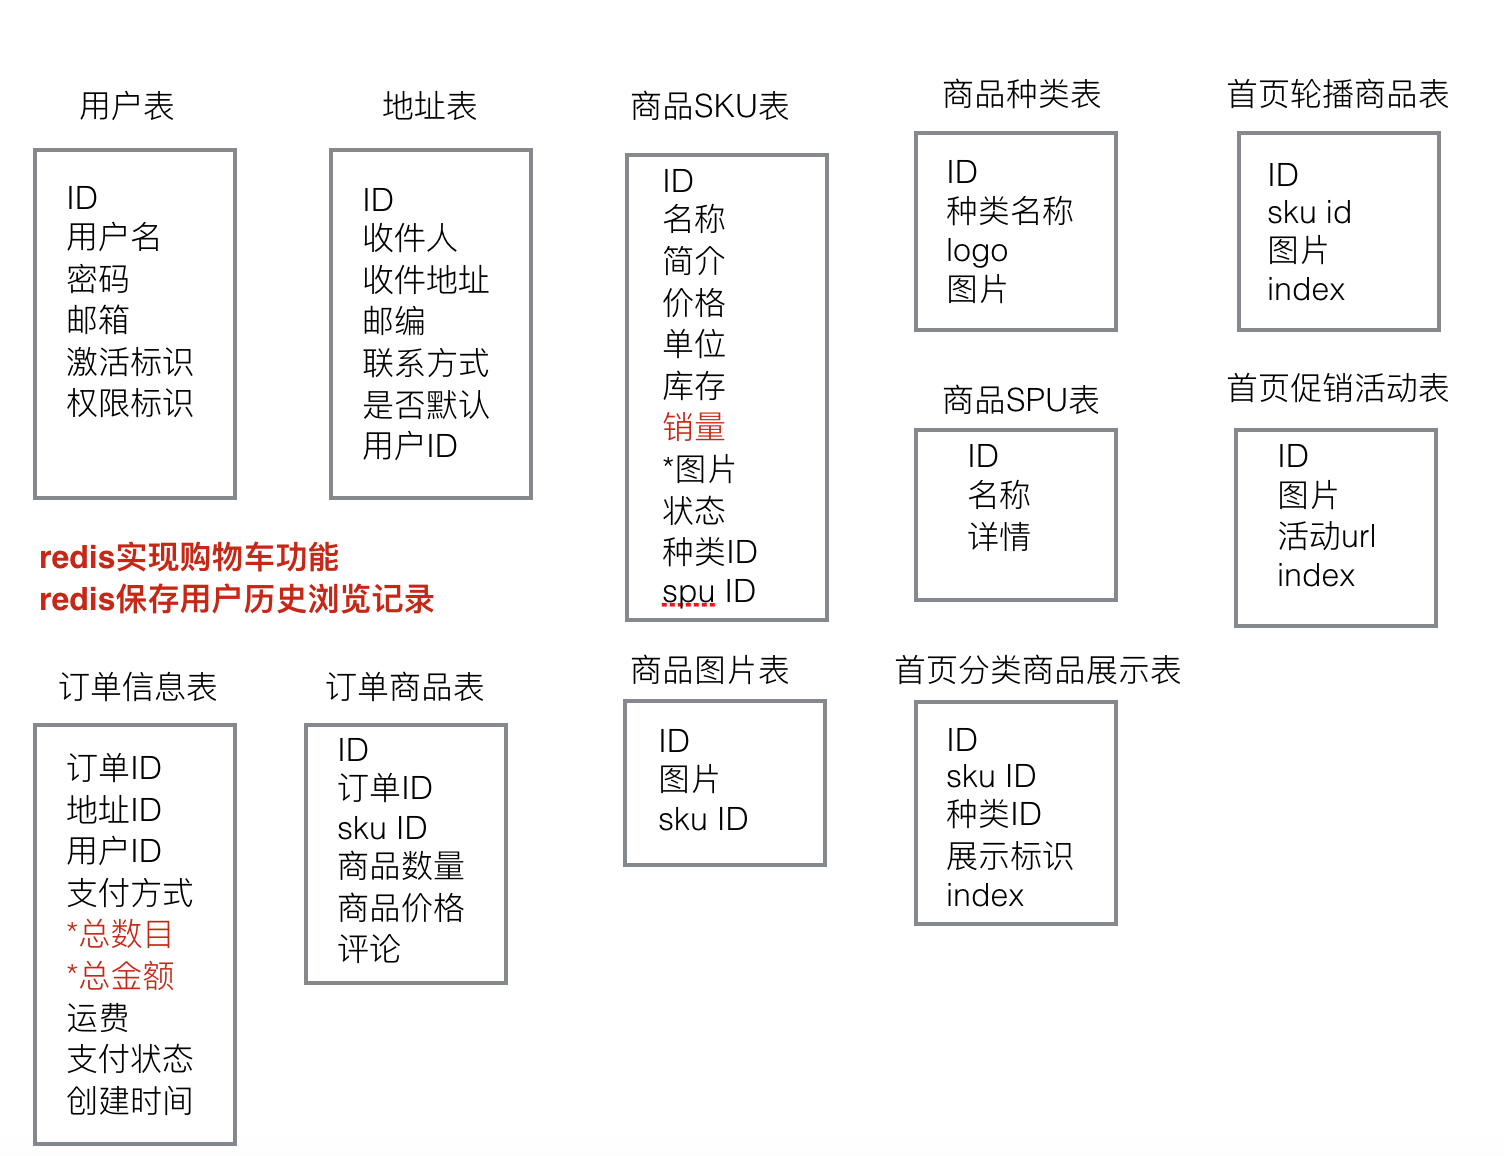 用户表
ID
用户名
密码
邮箱
激活标识
权限标识
地址表
ID
收件人
收件地址
邮编
联系方式
是否默认
用户ID
商品SKU表
ID
名称
简介
价格
单位
库存
销量
*图片
状态
种类ID
spu ID
商品种类表
ID
种类名称
logo
图片
首页轮播商品表
ID
sku id
图片
index
商品SPU表
ID
名称
详情
首页促销活动表
ID
图片
活动url
index
redis实现购物车功能
redis保存用户历史浏览记录
订单信息表
订单ID
地址ID
用户ID
支付方式
*总数目
*总金额
运费
支付状态
创建时间
订单商品表
ID
订单ID
sku ID
商品数量
商品价格
评论
商品图片表
ID
图片
sku ID
首页分类商品展示表
ID
sku ID
种类ID
展示标识
index